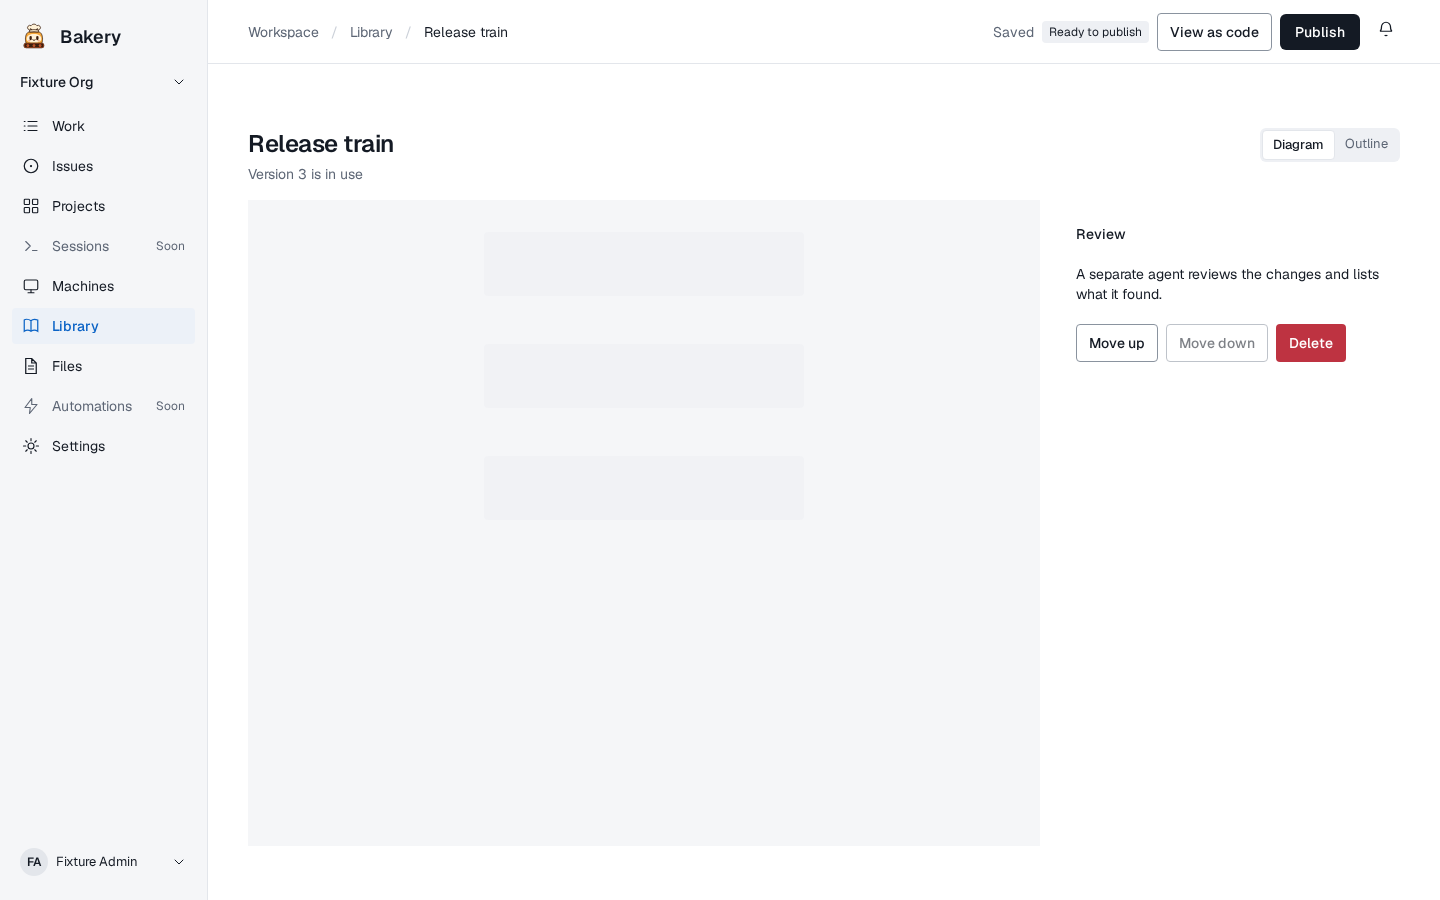 Bakery
Fixture Org
Work
Issues
Projects
Sessions Soon
Machines
Library
Files
Automations Soon
Settings
FA Fixture Admin
Workspace / Library / Release train
Saved Ready to publish View as code Publish
Release train
Version 3 is in use
Diagram Outline
Review
A separate agent reviews the changes and lists
what it found.
Move up Move down Delete